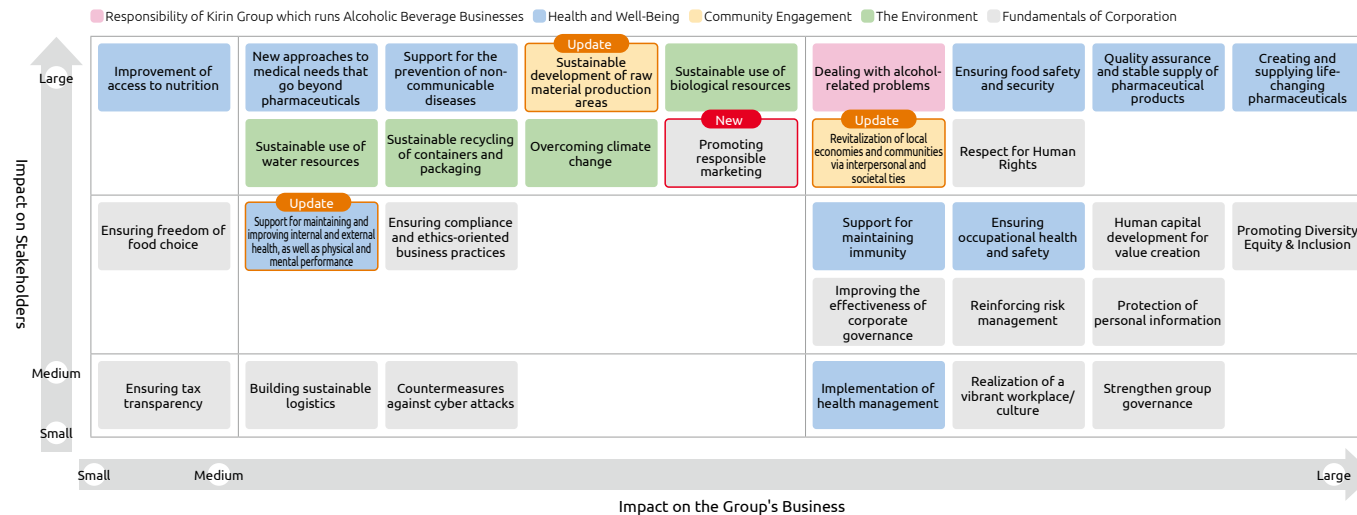 Responsibility of Kirin Group which runs Alcoholic Beverage Businesses
Health and Well-Being
Community Engagement
The Environment
Fundamentals of Corporation
Impact on Stakeholders
Large
Medium
Small
Improvement of
access to nutrition
New approaches to
medical needs that
go beyond
pharmaceuticals
Support for the
prevention of non-
communicable
diseases
Update
Sustainable
development of raw
material production
areas
Sustainable use of
biological resources
Dealing with alcohol-
related problems
Ensuring food safety
and security
Quality assurance
and stable supply of
pharmaceutical
products
Creating and
supplying life-
changing
pharmaceuticals
Sustainable use of
water resources
Sustainable recycling
of containers and
packaging
Overcoming climate
change
New
Promoting
responsible
marketing
Update
Revitalization of local
economies and communities
via interpersonal and
societal ties
Respect for Human
Rights
Ensuring freedom of
food choice
Update
Support for maintaining and
improving internal and external
health, as well as physical and
mental performance
Ensuring compliance
and ethics-oriented
business practices
Support for
maintaining
immunity
Ensuring
occupational health
and safety
Human capital
development for
value creation
Promoting Diversity
Equity & Inclusion
Improving the
effectiveness of
corporate
governance
Reinforcing risk
management
Protection of
personal information
Ensuring tax
transparency
Building sustainable
logistics
Countermeasures
against cyber attacks
Implementation of
health management
Realization of a
vibrant workplace/
culture
Strengthen group
governance
Small
Medium
Large
Impact on the Group's Business